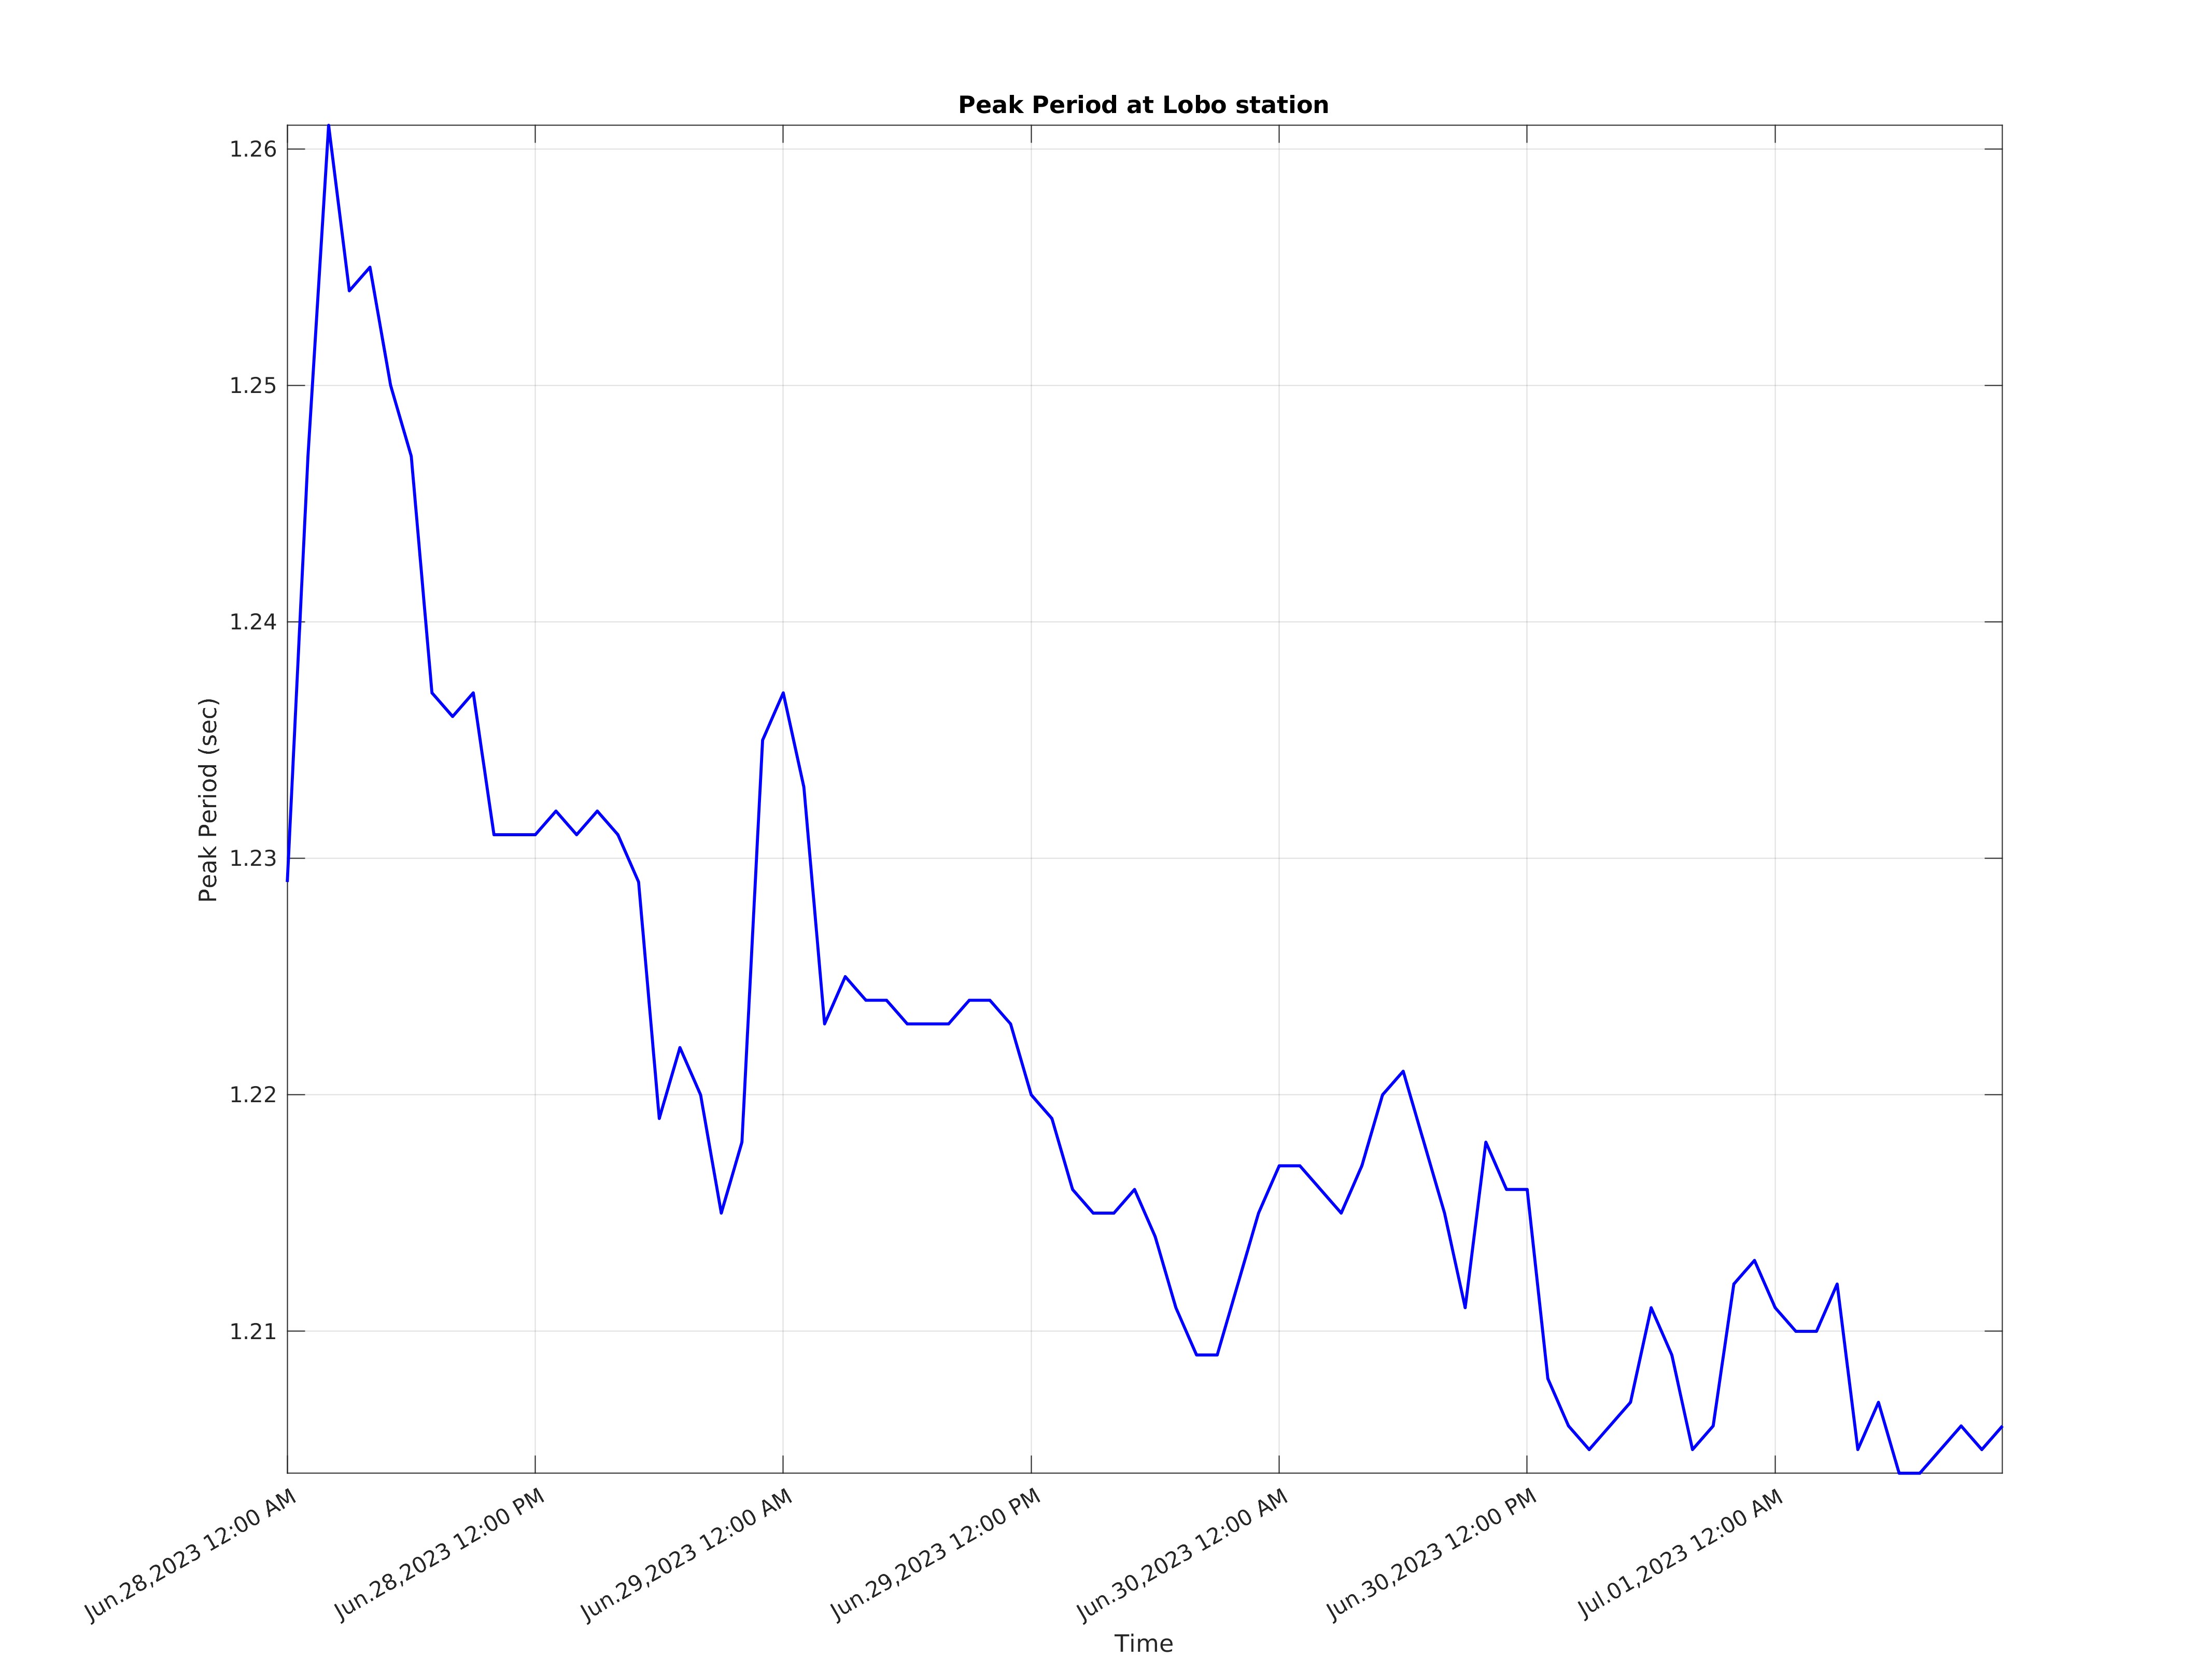 Peak Period at Lobo station
Peak Period (sec)
1.26
1.25
1.24
1.23
1.22
1.21
Jun.28,2023 12:00 AM
Jun.28,2023 12:00 PM
Jun.29,2023 12:00 AM
Jun.29,2023 12:00 PM
Jun.30,2023 12:00 AM
Jun.30,2023 12:00 PM
Jul.01,2023 12:00 AM
Time